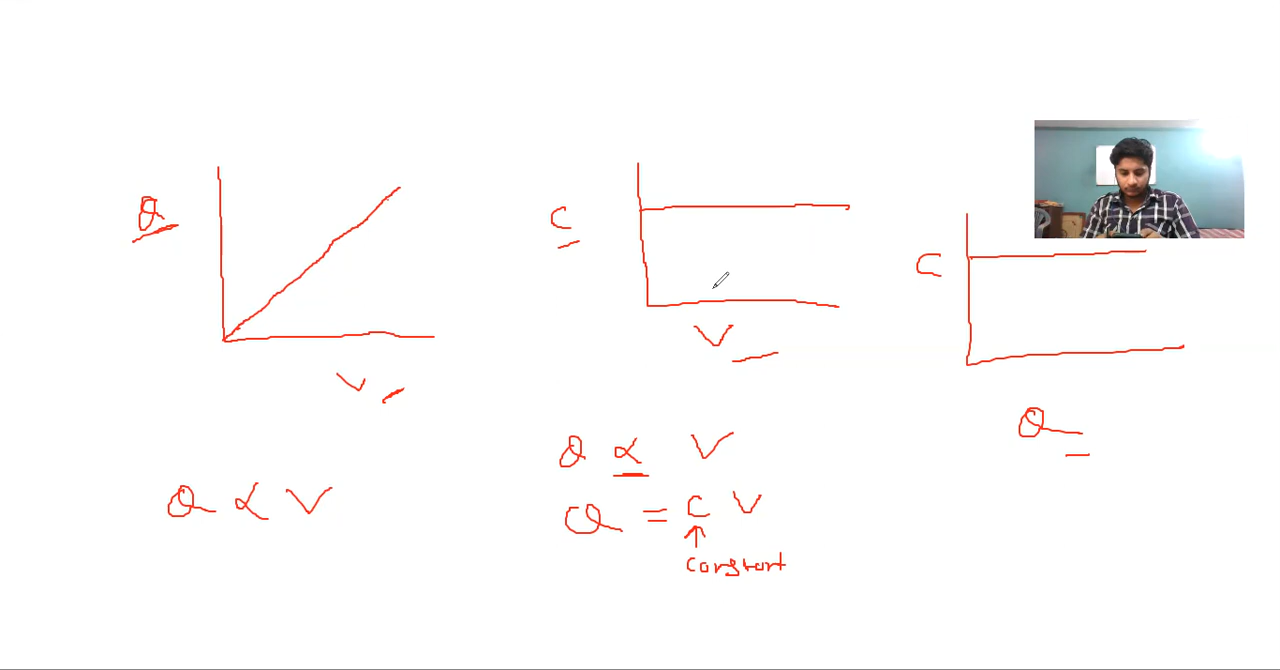 Q
V
C
V
C
Q
Q ∝ V
Q ∝ V
Q = C V
↑
constant